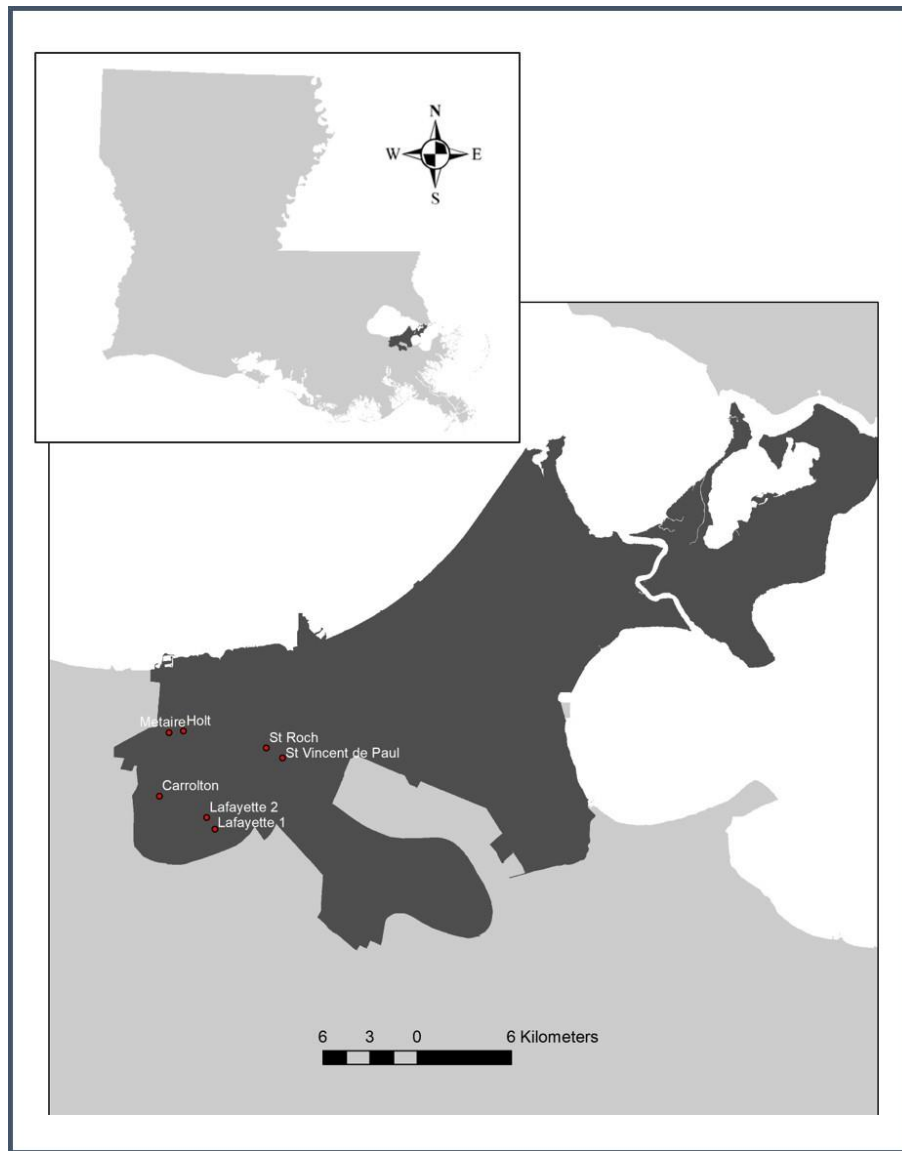 N
W E
S
Metaire Holt
St Roch
St Vincent de Paul
Carrolton
Lafayette 2
Lafayette 1
6 3 0 6 Kilometers